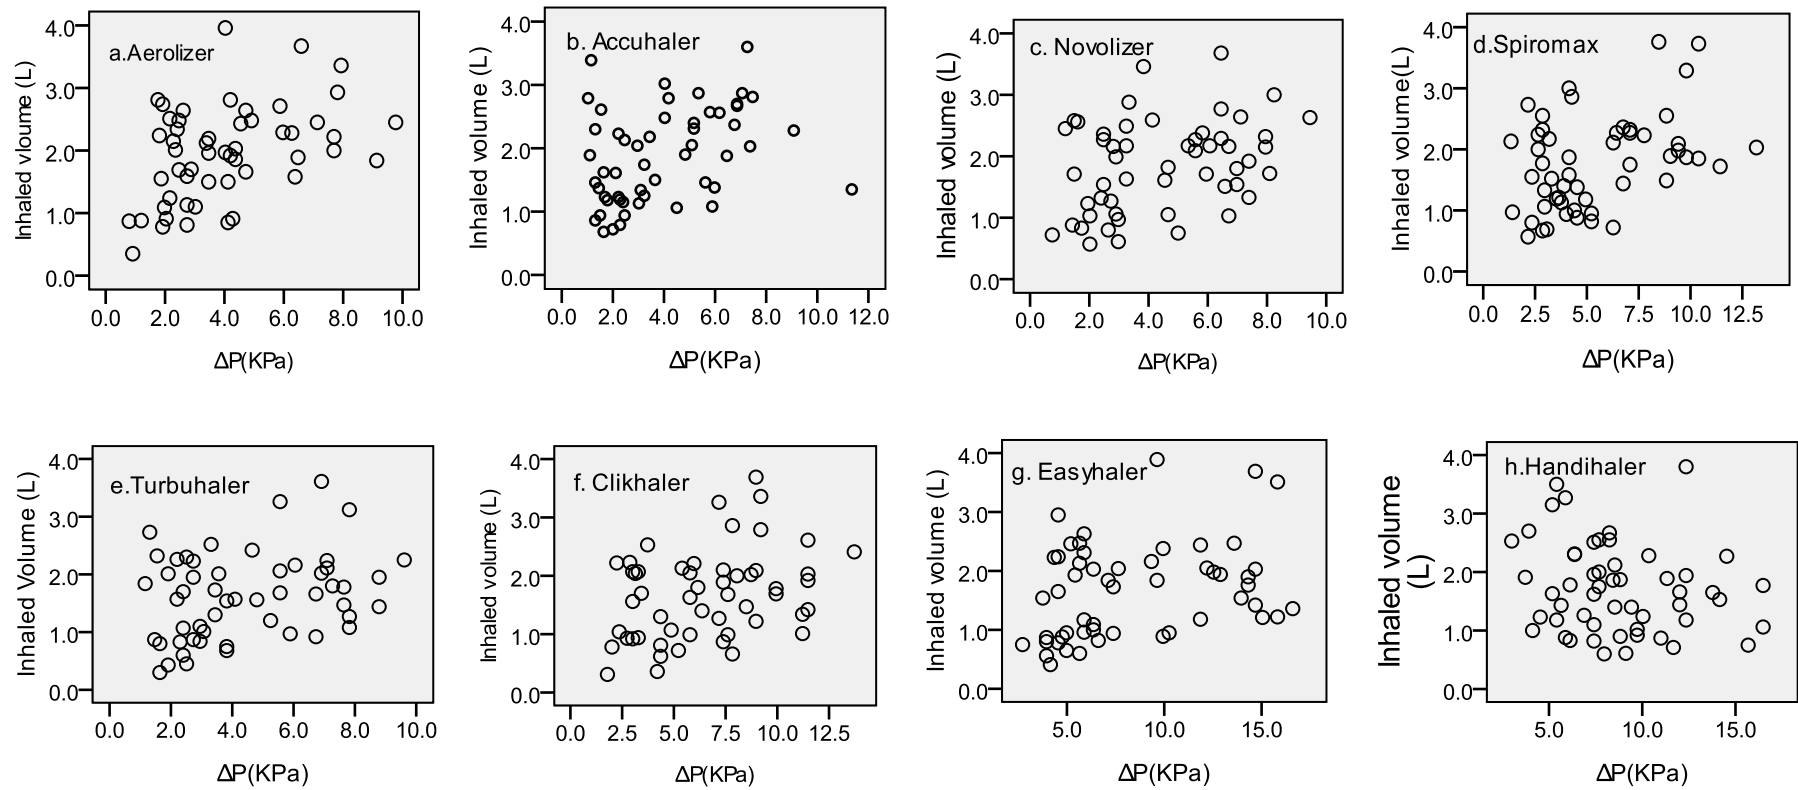 a.Aerolizer
Inhaled vloume (L)
4.0
3.0
2.0
1.0
0.0
0.0 2.0 4.0 6.0 8.0 10.0
ΔP(KPa)
b. Accuhaler
Inhaled volume (L)
4.0
3.0
2.0
1.0
0.0
0.0 2.0 4.0 6.0 8.0 10.0 12.0
ΔP(KPa)
c. Novolizer
Inhaled volume (L)
4.0
3.0
2.0
1.0
0.0
0.0 2.0 4.0 6.0 8.0 10.0
ΔP(KPa)
d.Spiromax
Inhaled volume(L)
4.0
3.0
2.0
1.0
0.0
0.0 2.5 5.0 7.5 10.0 12.5
ΔP(KPa)
e.Turbuhaler
Inhaled Volume (L)
4.0
3.0
2.0
1.0
0.0
0.0 2.0 4.0 6.0 8.0 10.0
ΔP(KPa)
f. Clikhaler
Inhaled volume (L)
4.0
3.0
2.0
1.0
0.0
0.0 2.5 5.0 7.5 10.0 12.5
ΔP(KPa)
g. Easyhaler
Inhaled volume (L)
4.0
3.0
2.0
1.0
0.0
5.0 10.0 15.0
ΔP(KPa)
h.Handihaler
Inhaled volume
(L)
4.0
3.0
2.0
1.0
0.0
5.0 10.0 15.0
ΔP(KPa)